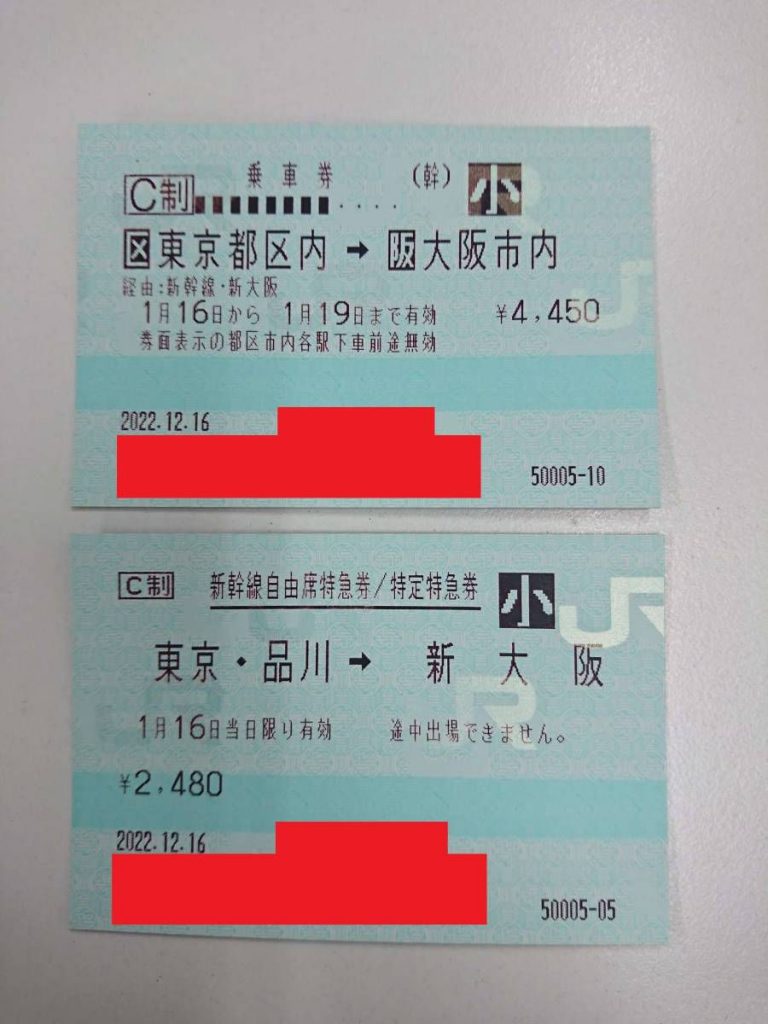 乗車券 (幹) 小
C制
区東京都区内 → 阪大阪市内
経由:新幹線・新大阪
1月16日から 1月19日まで有効 ¥4,450
券面表示の都区市内各駅下車前途無効
2022.12.16
50005-10
C制 新幹線自由席特急券/特定特急券 小
東京・品川 → 新大阪
1月16日当日限り有効 途中出場できません。
¥2,480
2022.12.16
50005-05
JR